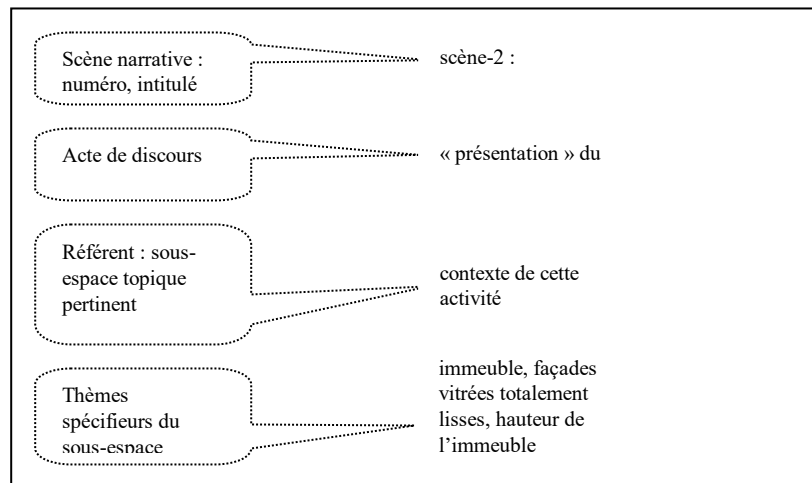 Scène narrative :
numéro, intitulé
scène-2 :
Acte de discours
« présentation » du
Référent : sous-
espace topique
pertinent
contexte de cette
activité
Thèmes
spécifieurs du
sous-espace
immeuble, façades
vitrées totalement
lisses, hauteur de
l’immeuble